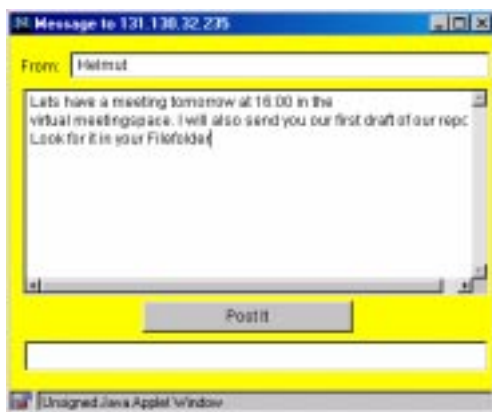 Message to 131.130.32.235
From: Helmut
Lets have a meeting tomorrow at 16:00 in the
virtual meetingspace. I will also send you our first draft of our repo
Look for it in your Filefolder
Post It
Unsigned Java Applet Window